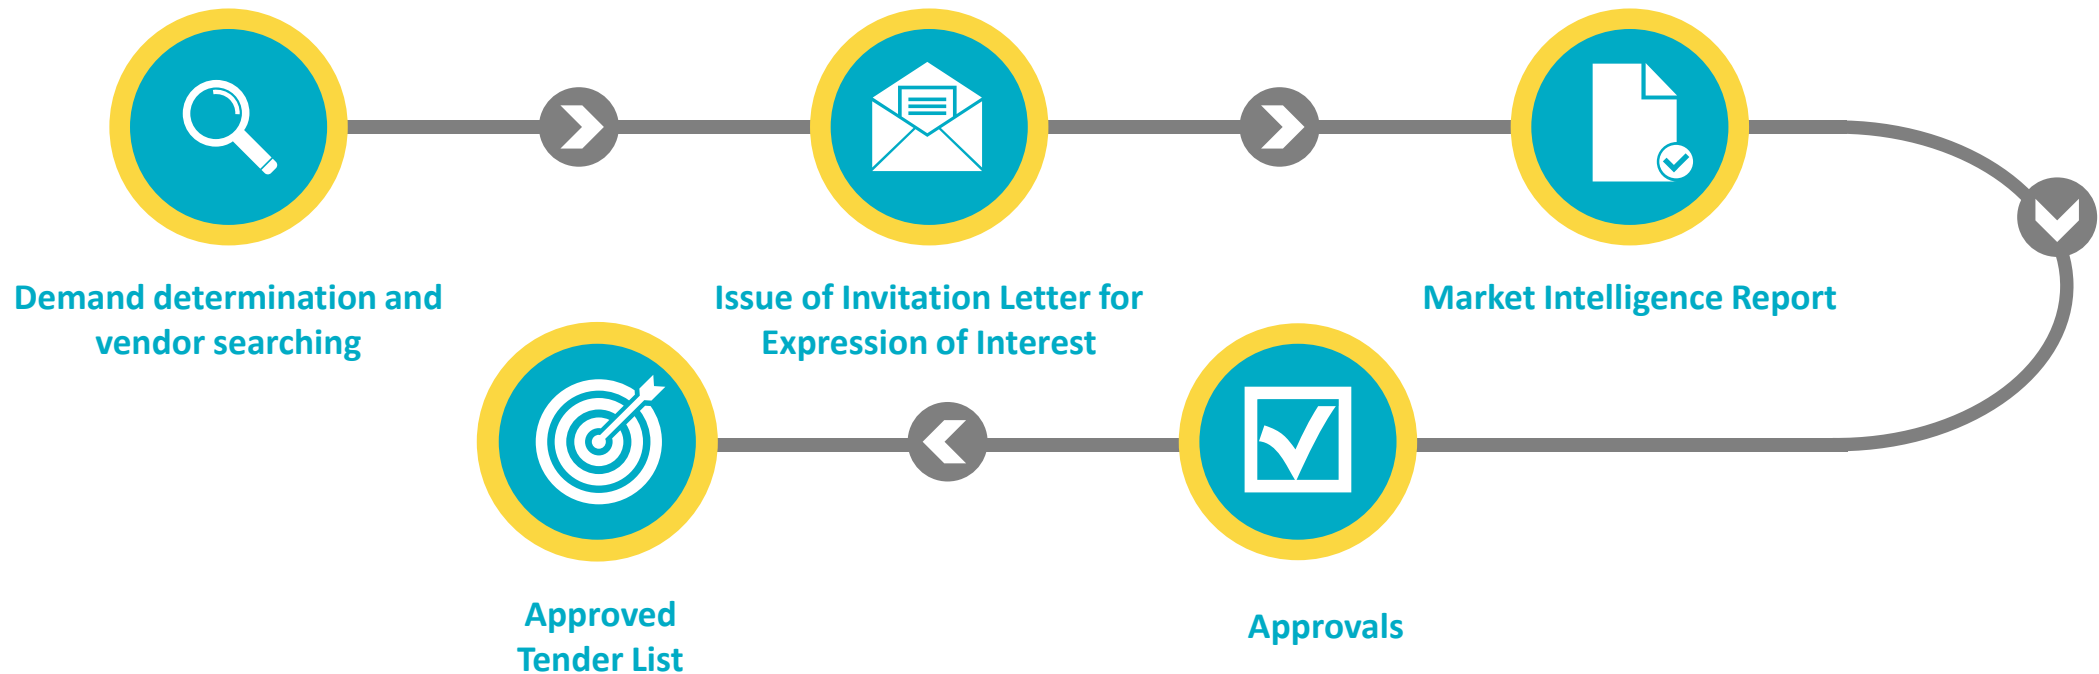 Demand determination and
vendor searching
Issue of Invitation Letter for
Expression of Interest
Market Intelligence Report
Approvals
Approved
Tender List